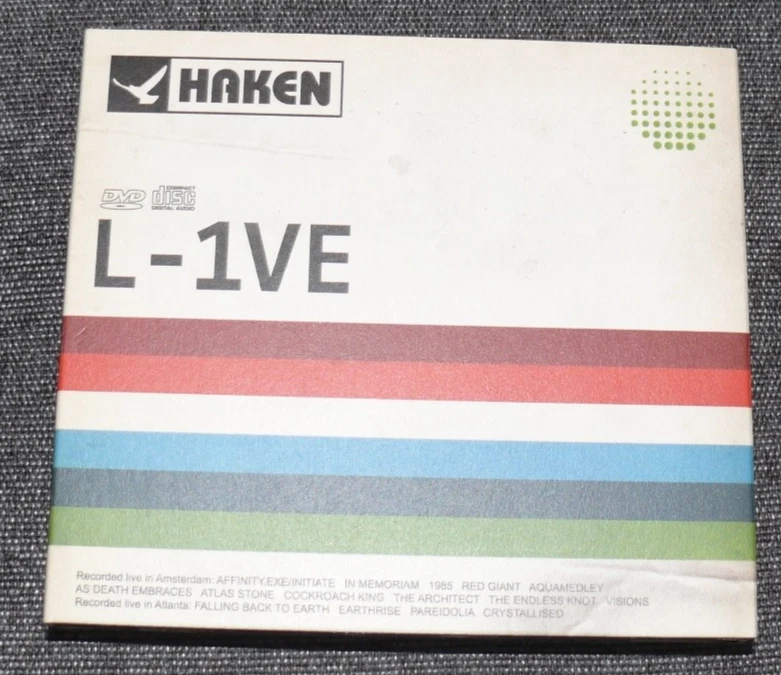 HAKEN
DVD COMPACT disc DIGITAL AUDIO
L-1VE
Recorded live in Amsterdam: AFFINITY.EXE/INITIATE IN MEMORIAM 1985 RED GIANT AQUAMEDLEY
AS DEATH EMBRACES ATLAS STONE COCKROACH KING THE ARCHITECT THE ENDLESS KNOT VISIONS
Recorded live in Atlanta: FALLING BACK TO EARTH EARTHRISE PAREIDOLIA CRYSTALLISED